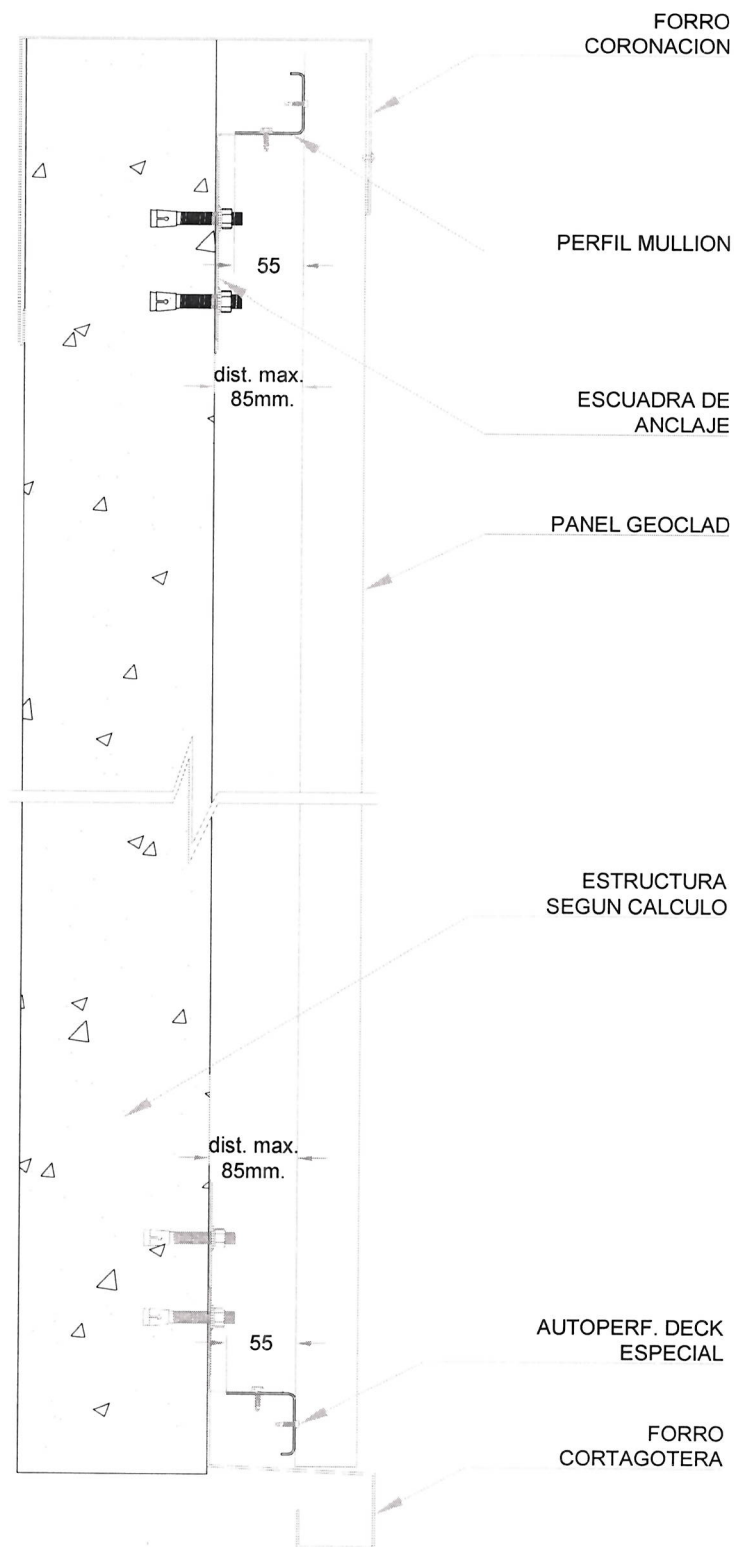 FORRO
CORONACION
PERFIL MULLION
55
dist. max.
85mm.
ESCUADRA DE
ANCLAJE
PANEL GEOCLAD
ESTRUCTURA
SEGUN CALCULO
dist. max.
85mm.
55
AUTOPERF. DECK
ESPECIAL
FORRO
CORTAGOTERA